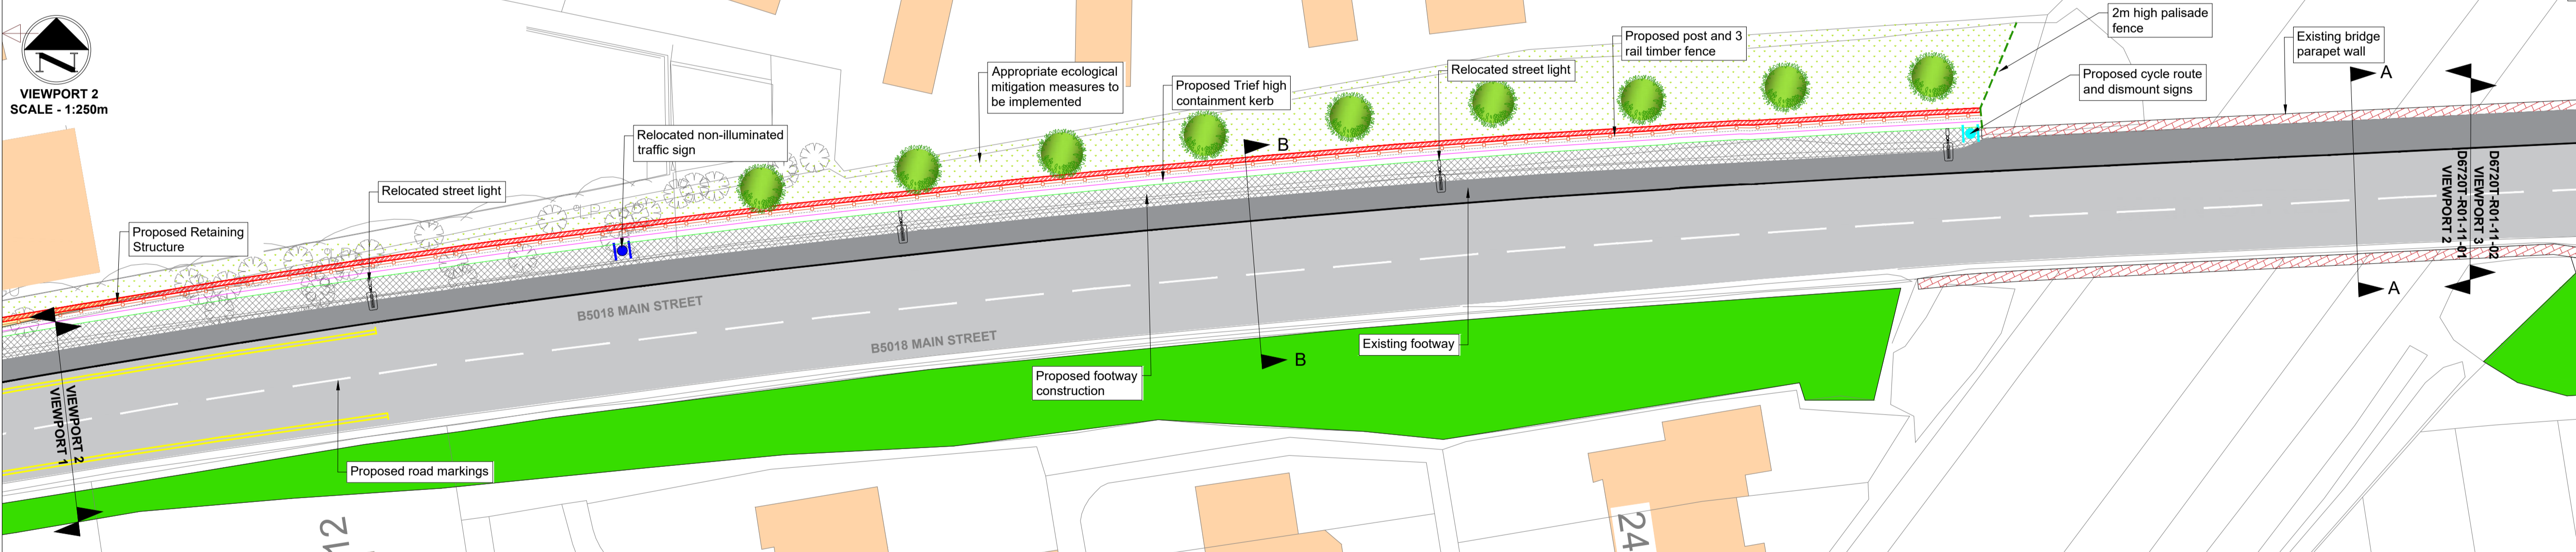 N
VIEWPORT 2
SCALE - 1:250m
Proposed Retaining
Structure
Relocated street light
Relocated non-illuminated
traffic sign
Appropriate ecological
mitigation measures to
be implemented
Proposed Trief high
containment kerb
B
Relocated street light
Proposed post and 3
rail timber fence
2m high palisade
fence
Proposed cycle route
and dismount signs
Existing bridge
parapet wall
A
D6720T-R01-11-01
VIEWPORT 2
D6720T-R01-11-02
VIEWPORT 3
A
B5018 MAIN STREET
B5018 MAIN STREET
Existing footway
B
Proposed footway
construction
VIEWPORT 1
VIEWPORT 2
Proposed road markings
12
24